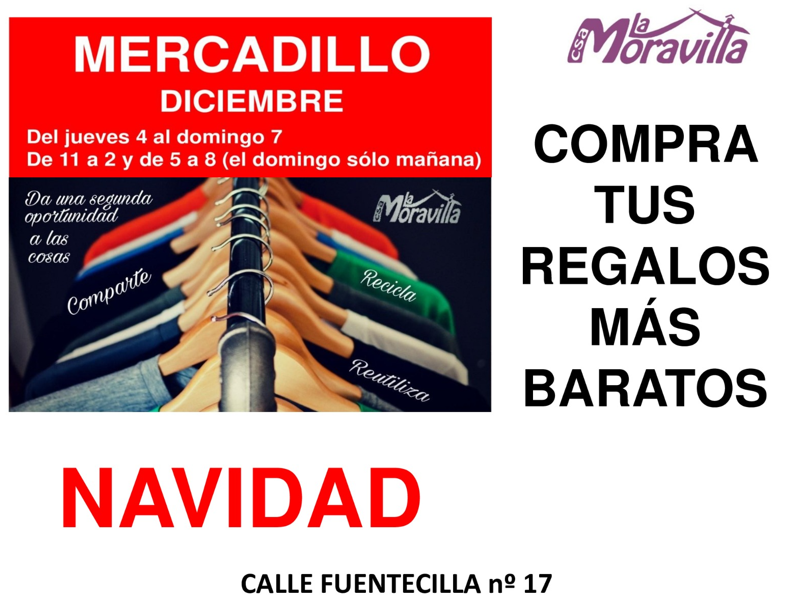 MERCADILLO
DICIEMBRE
Del jueves 4 al domingo 7
De 11 a 2 y de 5 a 8 (el domingo sólo mañana)
Da una segunda
oportunidad
a las
cosas
csa la Moravilla
Comparte
Recicla
Reutiliza
csa la Moravilla
COMPRA
TUS
REGALOS
MÁS
BARATOS
NAVIDAD
CALLE FUENTECILLA nº 17